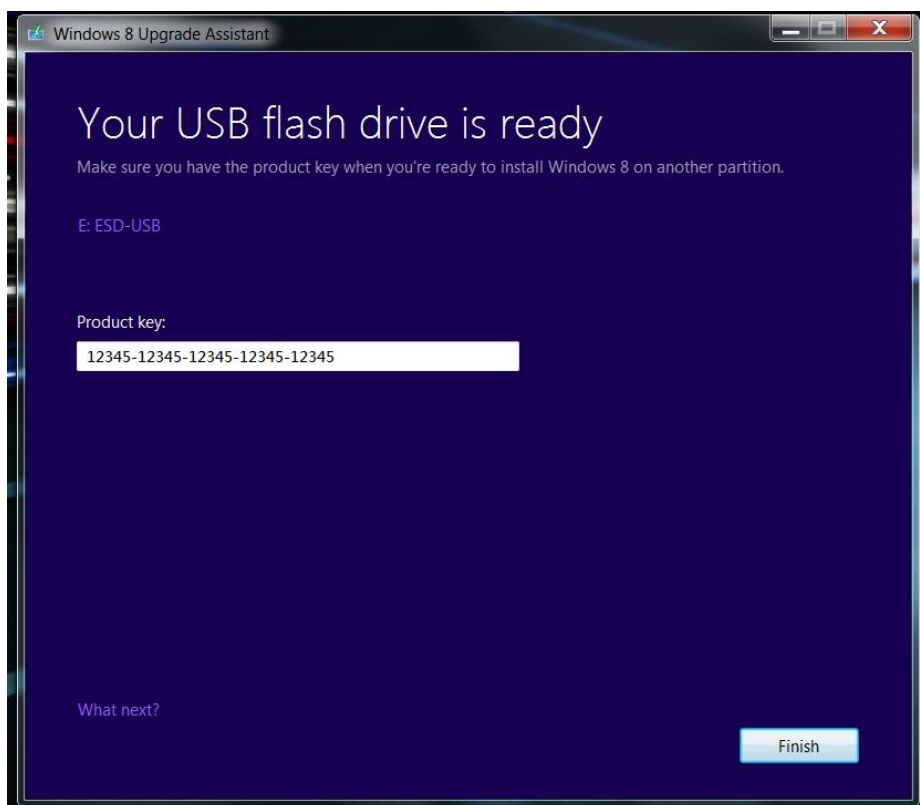 Windows 8 Upgrade Assistant
Your USB flash drive is ready
Make sure you have the product key when you're ready to install Windows 8 on another partition.
E: ESD-USB
Product key:
12345-12345-12345-12345-12345
What next?
Finish